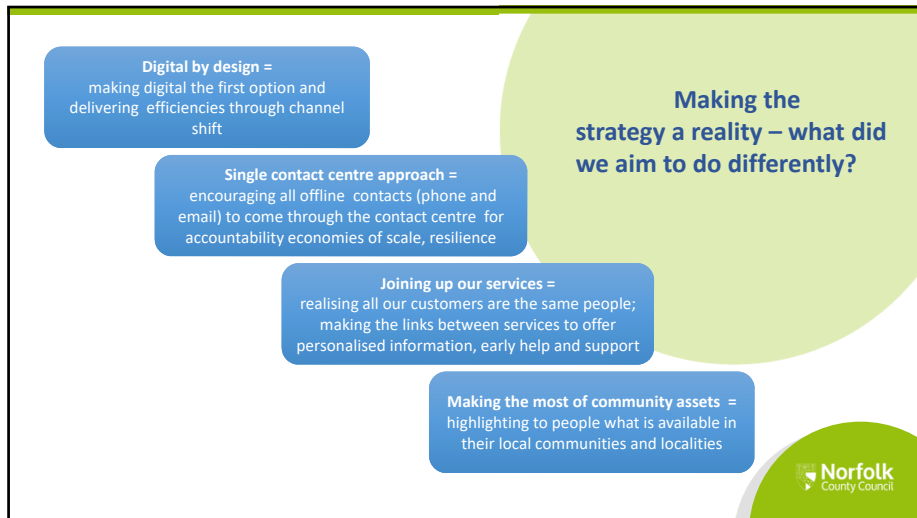 Digital by design =
making digital the first option and
delivering  efficiencies through channel
shift
Making the
strategy a reality – what did
we aim to do differently?
Single contact centre approach =
encouraging all offline  contacts (phone and
email) to come through the contact centre  for
accountability economies of scale, resilience
Joining up our services =
realising all our customers are the same people;
making the links between services to offer
personalised information, early help and support
Making the most of community assets  =
highlighting to people what is available in
their local communities and localities
Norfolk
County Council